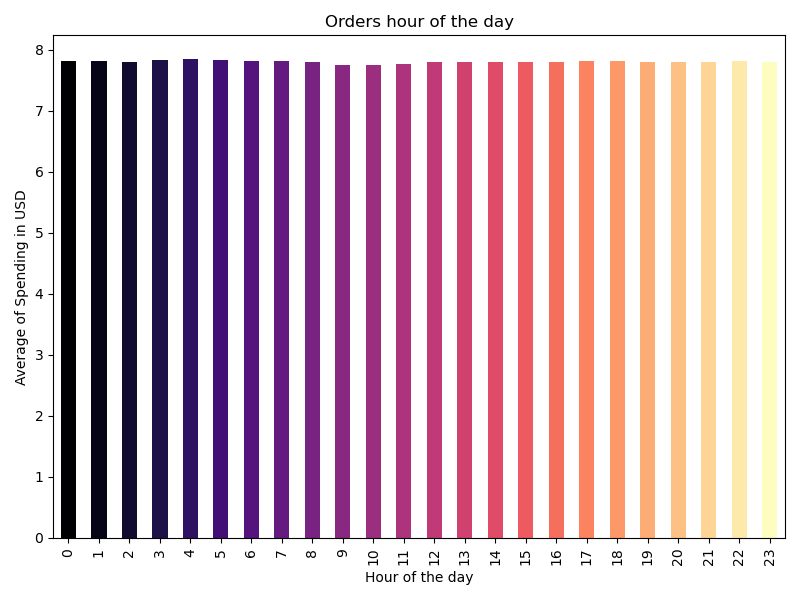 Orders hour of the day
8
7
6
5
4
3
2
1
0
Average of Spending in USD
0 1 2 3 4 5 6 7 8 9 10 11 12 13 14 15 16 17 18 19 20 21 22 23
Hour of the day